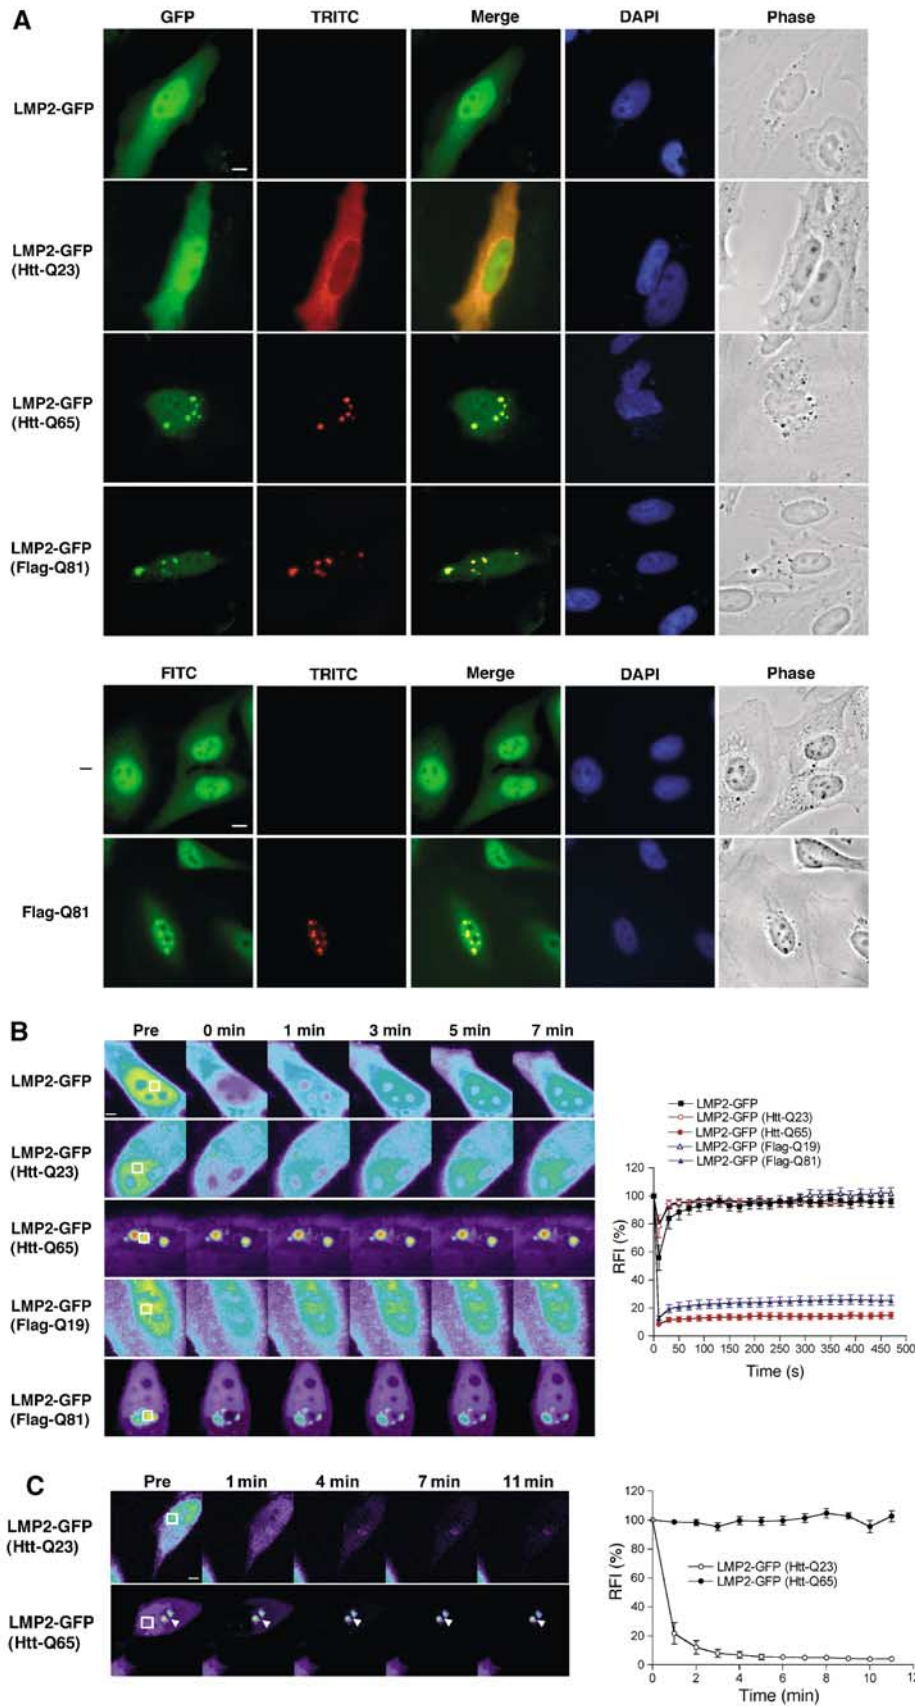 A
GFP TRITC Merge DAPI Phase
LMP2-GFP
LMP2-GFP
(Htt-Q23)
LMP2-GFP
(Htt-Q65)
LMP2-GFP
(Flag-Q81)
FITC TRITC Merge DAPI Phase
–
Flag-Q81
B
Pre 0 min 1 min 3 min 5 min 7 min
LMP2-GFP
LMP2-GFP
(Htt-Q23)
LMP2-GFP
(Htt-Q65)
LMP2-GFP
(Flag-Q19)
LMP2-GFP
(Flag-Q81)
LMP2-GFP
LMP2-GFP (Htt-Q23)
LMP2-GFP (Htt-Q65)
LMP2-GFP (Flag-Q19)
LMP2-GFP (Flag-Q81)
120
100
80
60
40
20
0
RFI (%)
0 50 100 150 200 250 300 350 400 450 500
Time (s)
C
Pre 1 min 4 min 7 min 11 min
LMP2-GFP
(Htt-Q23)
LMP2-GFP
(Htt-Q65)
120
100
80
60
40
20
0
RFI (%)
LMP2-GFP (Htt-Q23)
LMP2-GFP (Htt-Q65)
0 2 4 6 8 10 12
Time (min)